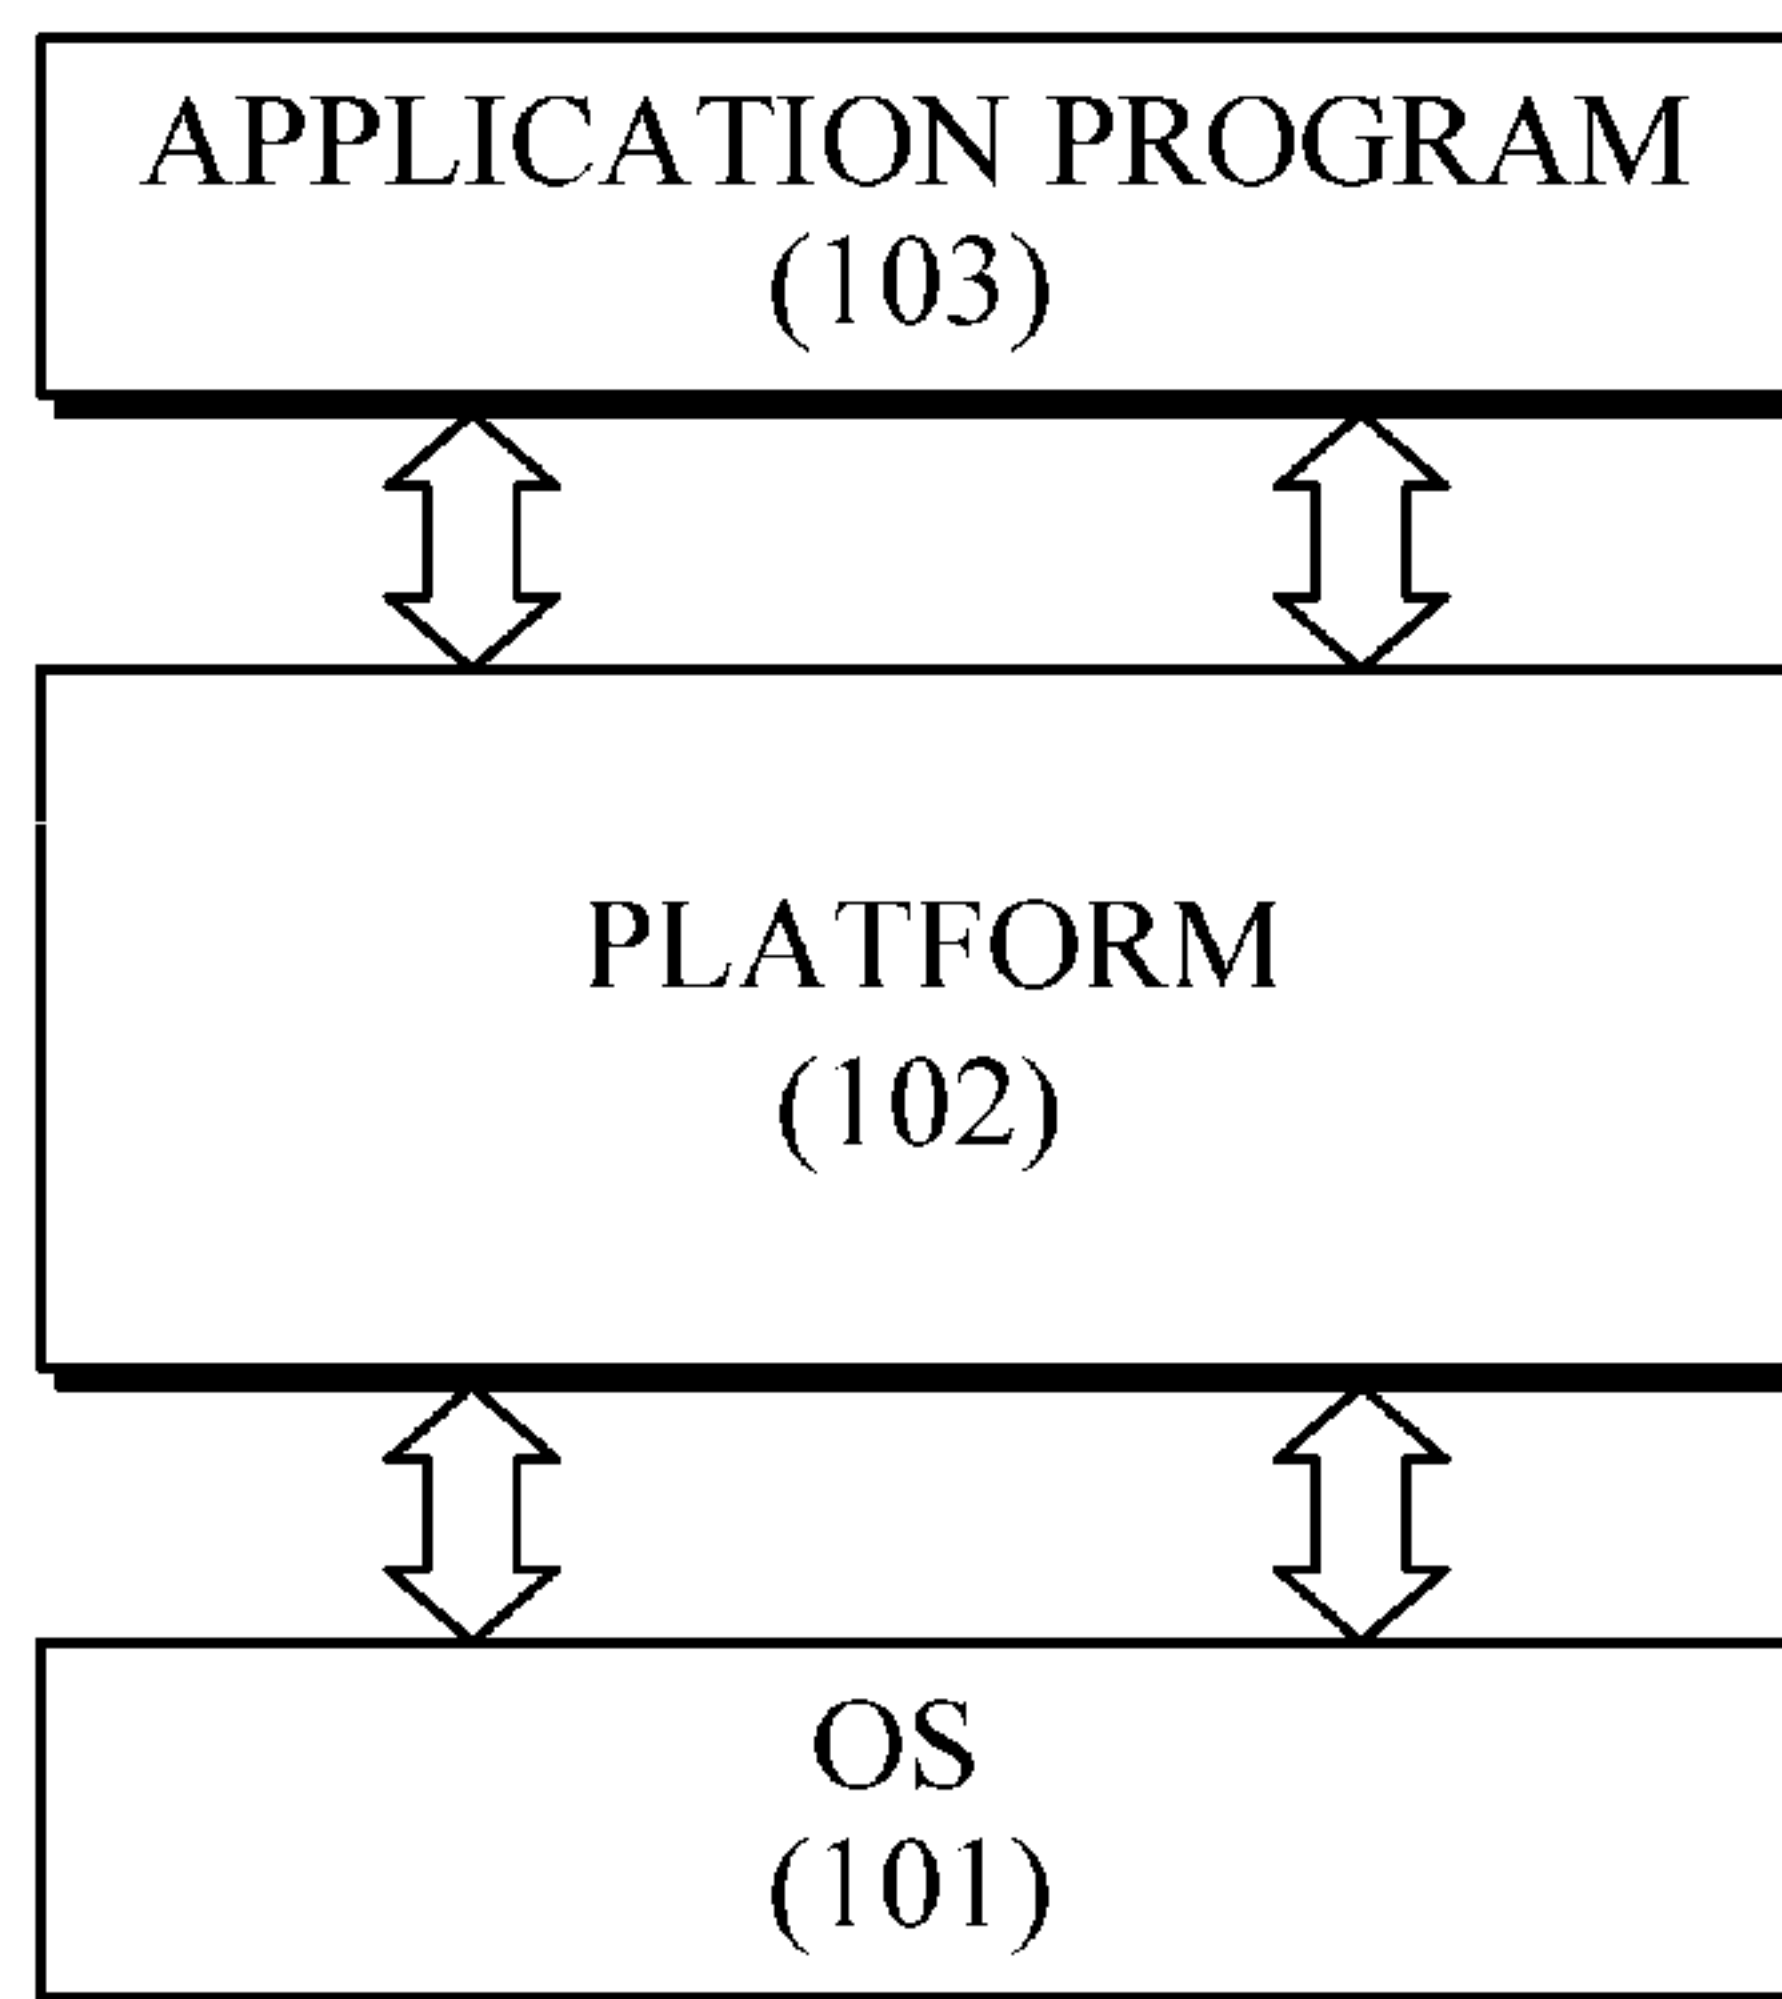 APPLICATION PROGRAM
(103)
PLATFORM
(102)
OS
(101)